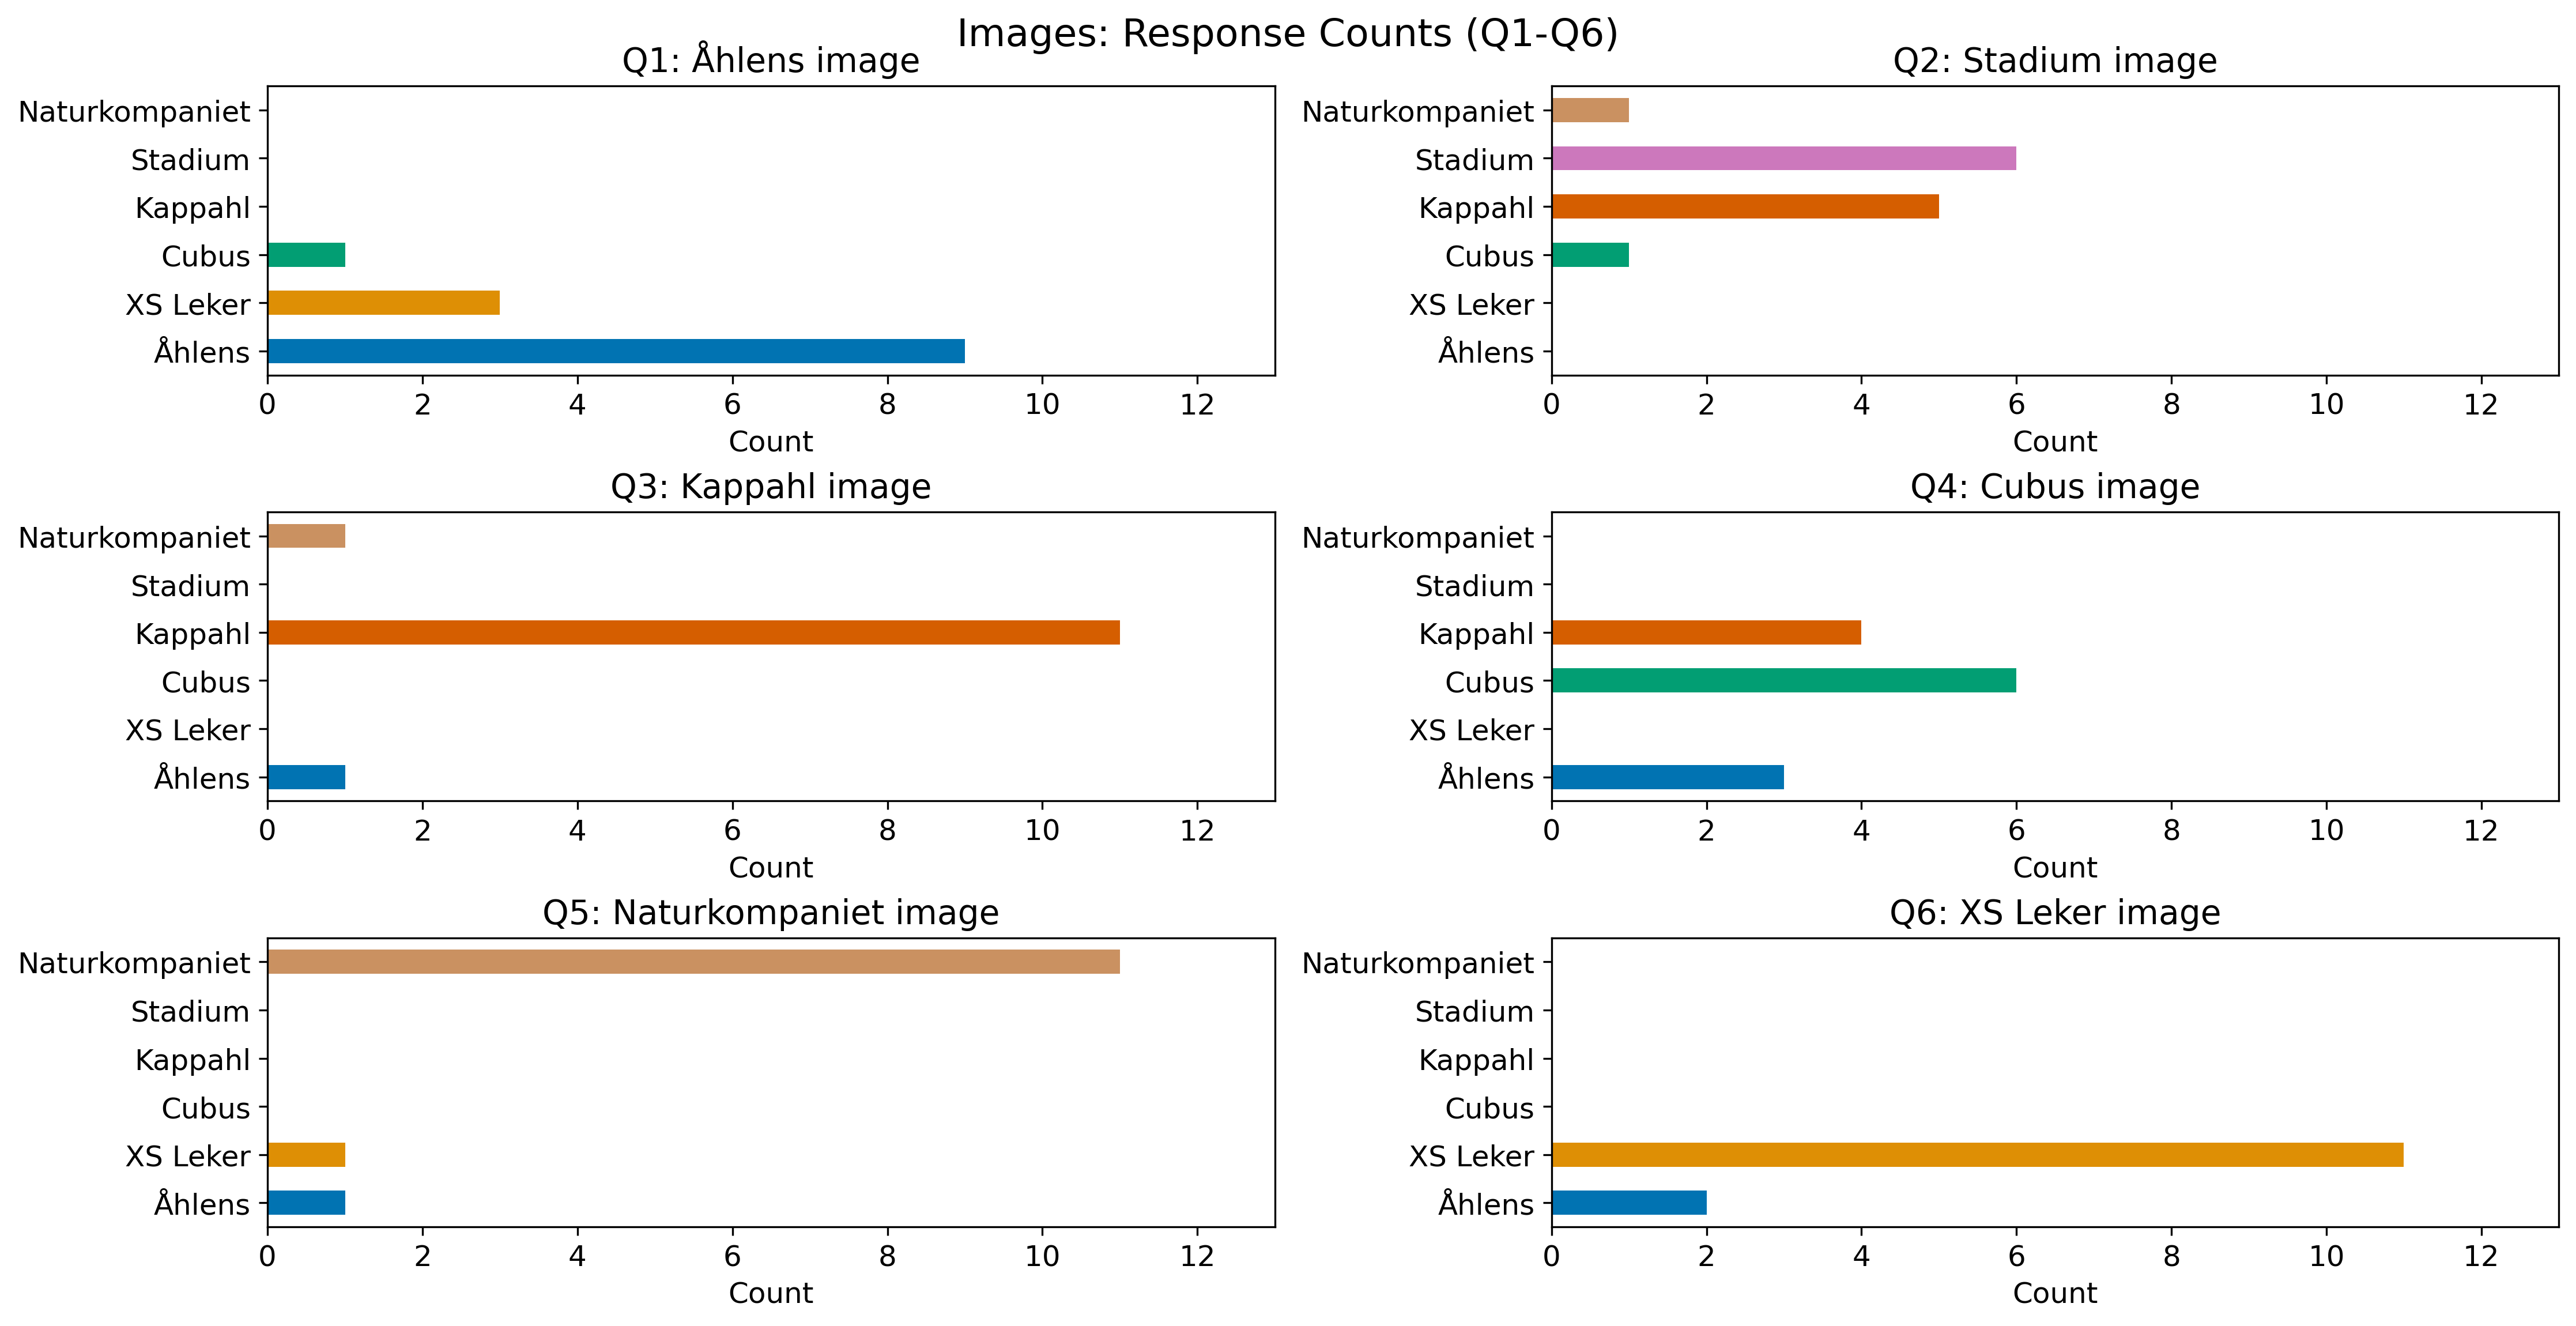 Images: Response Counts (Q1-Q6)
Q1: Åhlens image
Naturkompaniet
Stadium
Kappahl
Cubus
XS Leker
Åhlens
0 2 4 6 8 10 12
Count
Q2: Stadium image
Naturkompaniet
Stadium
Kappahl
Cubus
XS Leker
Åhlens
0 2 4 6 8 10 12
Count
Q3: Kappahl image
Naturkompaniet
Stadium
Kappahl
Cubus
XS Leker
Åhlens
0 2 4 6 8 10 12
Count
Q4: Cubus image
Naturkompaniet
Stadium
Kappahl
Cubus
XS Leker
Åhlens
0 2 4 6 8 10 12
Count
Q5: Naturkompaniet image
Naturkompaniet
Stadium
Kappahl
Cubus
XS Leker
Åhlens
0 2 4 6 8 10 12
Count
Q6: XS Leker image
Naturkompaniet
Stadium
Kappahl
Cubus
XS Leker
Åhlens
0 2 4 6 8 10 12
Count